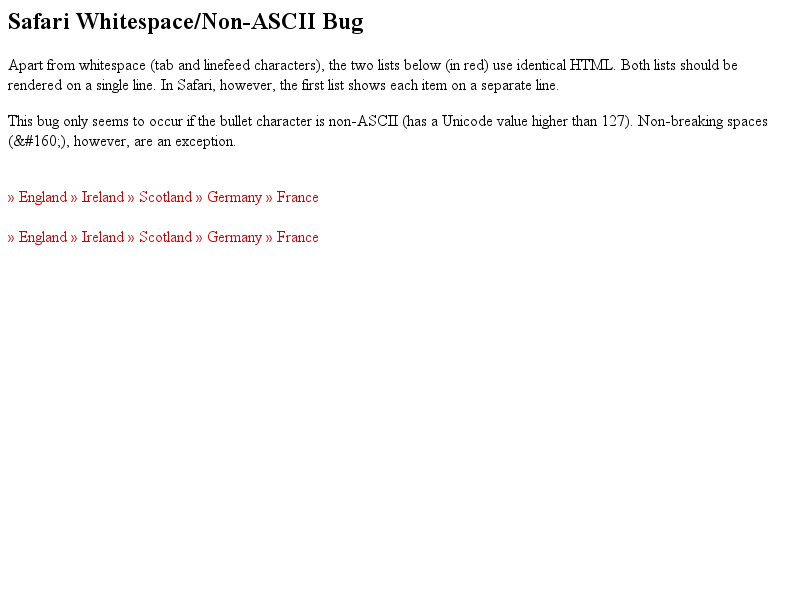 Safari Whitespace/Non-ASCII Bug
Apart from whitespace (tab and linefeed characters), the two lists below (in red) use identical HTML. Both lists should be
rendered on a single line. In Safari, however, the first list shows each item on a separate line.
This bug only seems to occur if the bullet character is non-ASCII (has a Unicode value higher than 127). Non-breaking spaces
(&#160;), however, are an exception.
» England » Ireland » Scotland » Germany » France
» England » Ireland » Scotland » Germany » France